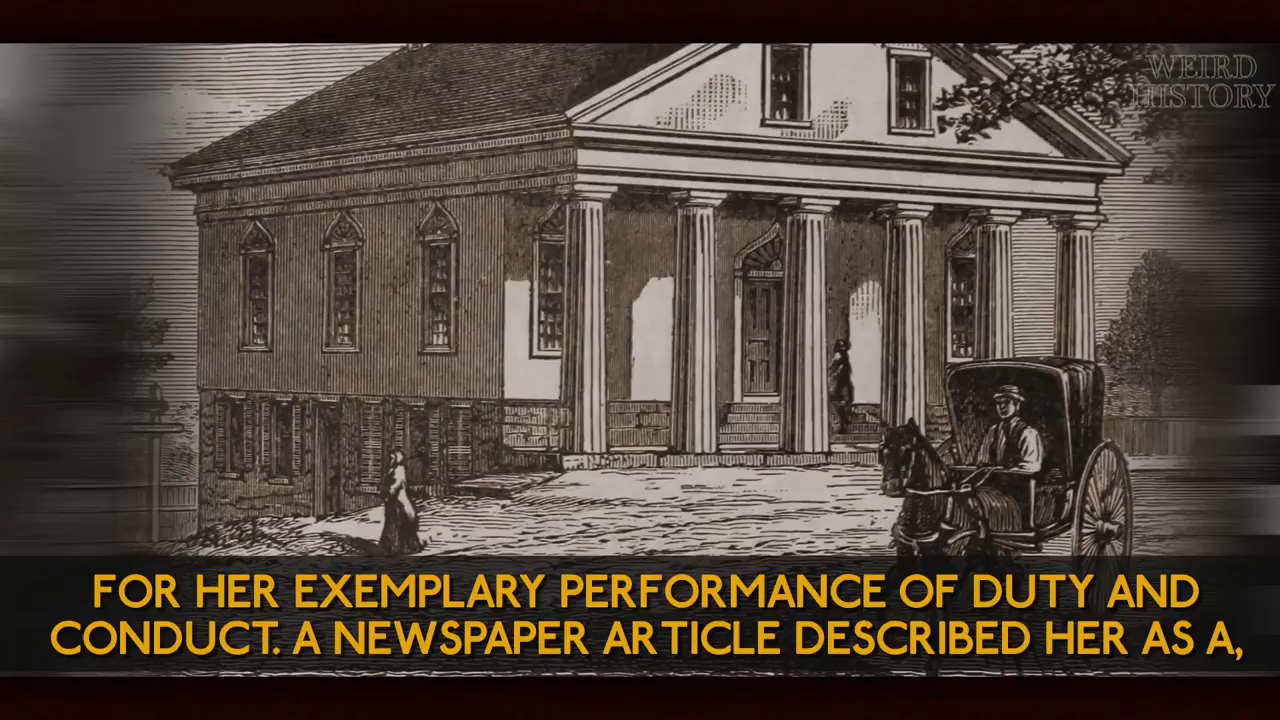 WEIRD
HISTORY
FOR HER EXEMPLARY PERFORMANCE OF DUTY AND
CONDUCT. A NEWSPAPER ARTICLE DESCRIBED HER AS A,